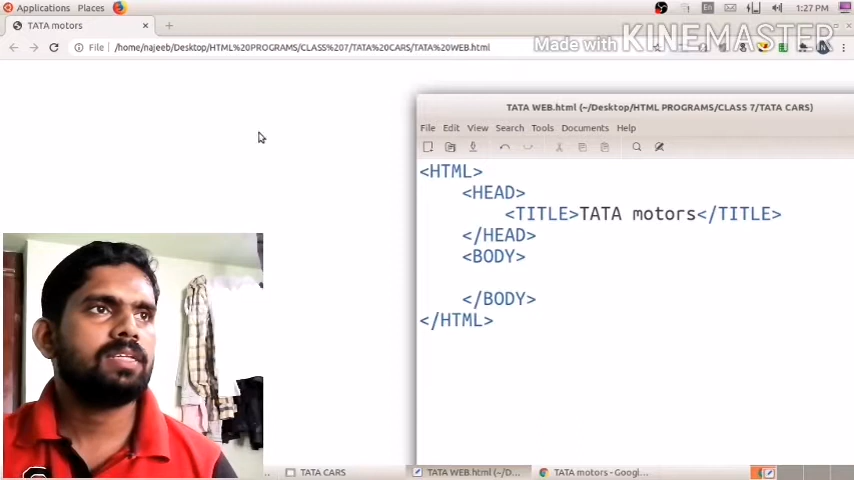 Applications Places En 1:27 PM
TATA motors
File /home/najeeb/Desktop/HTML%20PROGRAMS/CLASS%207/TATA%20CARS/TATA%20WEB.html
Made with KINEMASTER
TATA WEB.html (~/Desktop/HTML PROGRAMS/CLASS 7/TATA CARS)
File Edit View Search Tools Documents Help
<HTML>
<HEAD>
<TITLE>TATA motors</TITLE>
</HEAD>
<BODY>
</BODY>
</HTML>
TATA CARS TATA WEB.html (~/D... TATA motors - Googl...